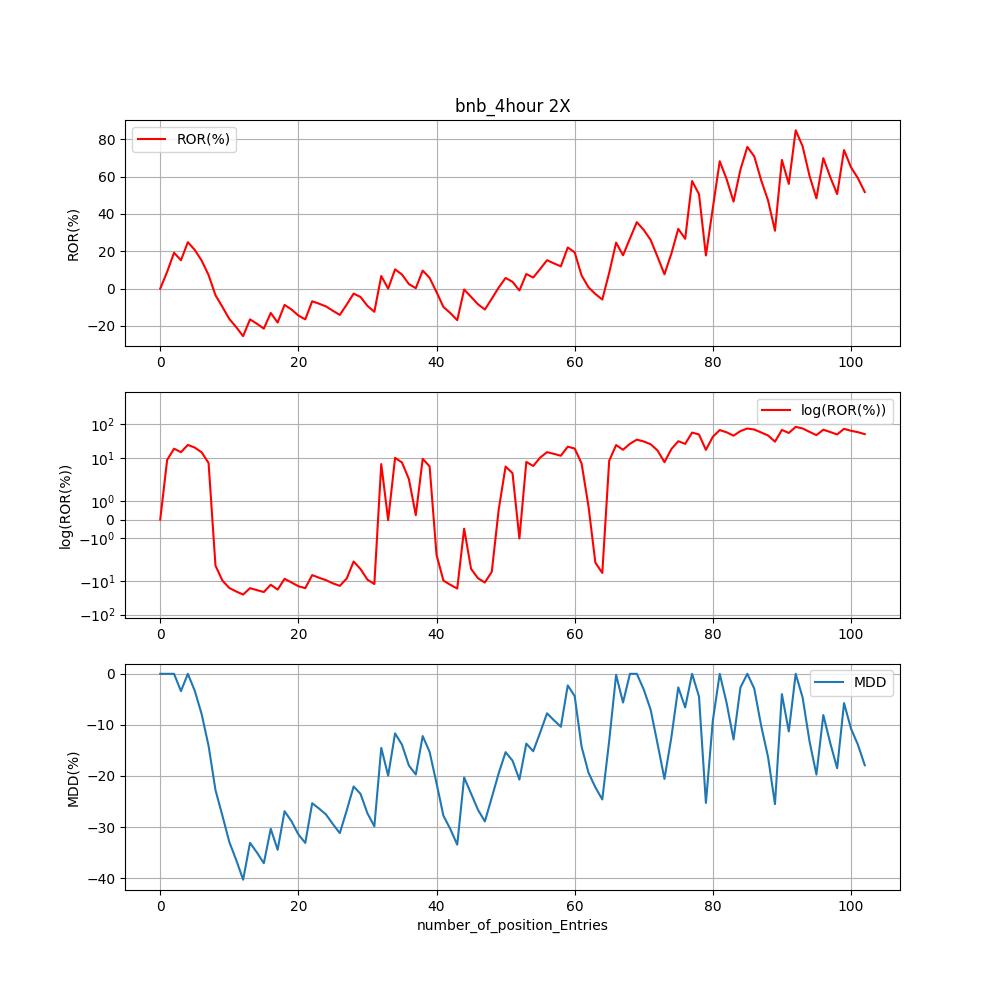 bnb_4hour 2X
ROR(%)
ROR(%)
80
60
40
20
0
−20
0 20 40 60 80 100
log(ROR(%))
log(ROR(%))
10²
10¹
10⁰
0
−10⁰
−10¹
−10²
0 20 40 60 80 100
MDD
MDD(%)
0
−10
−20
−30
−40
0 20 40 60 80 100
number_of_position_Entries